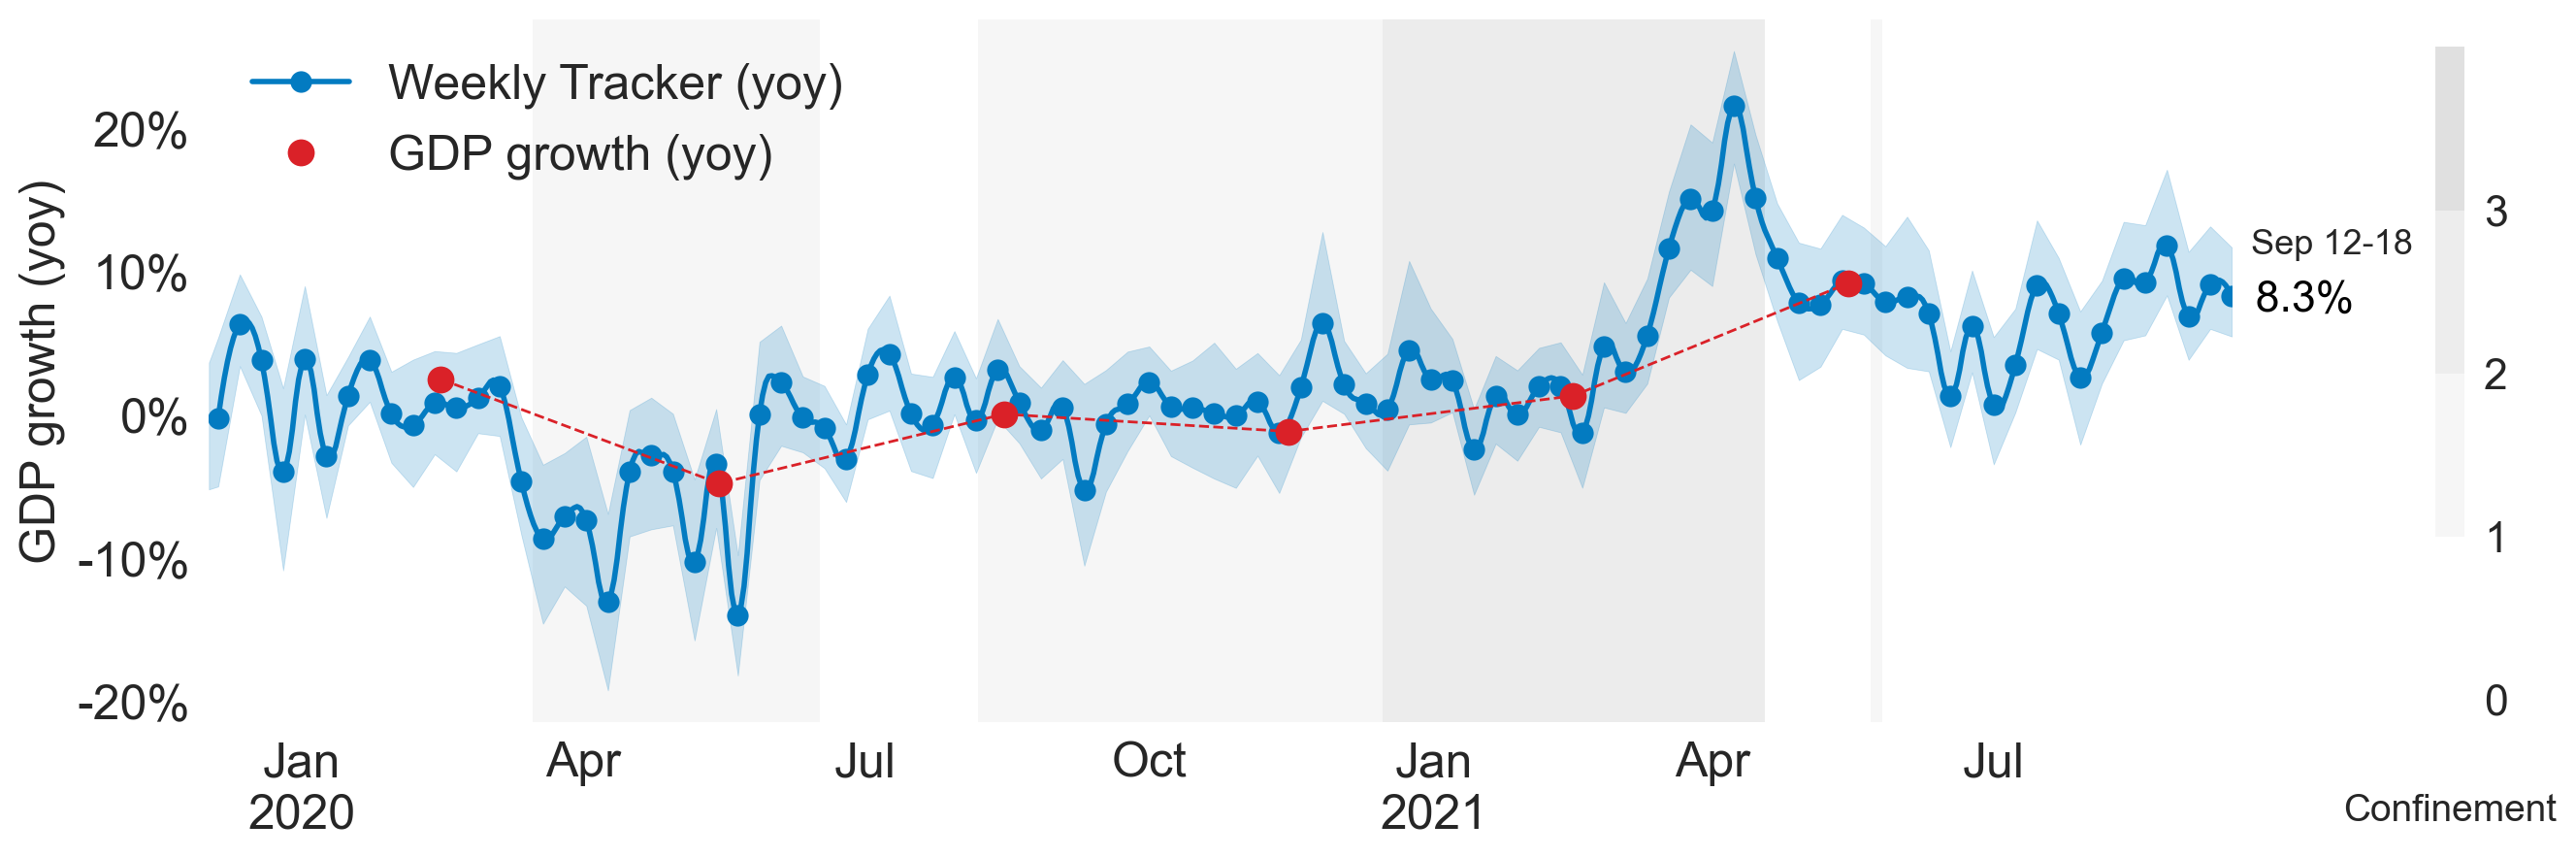 Weekly Tracker (yoy)
GDP growth (yoy)
GDP growth (yoy)
20%
10%
0%
-10%
-20%
Sep 12-18
8.3%
3
2
1
0
Jan
2020
Apr
Jul
Oct
Jan
2021
Apr
Jul
Confinement